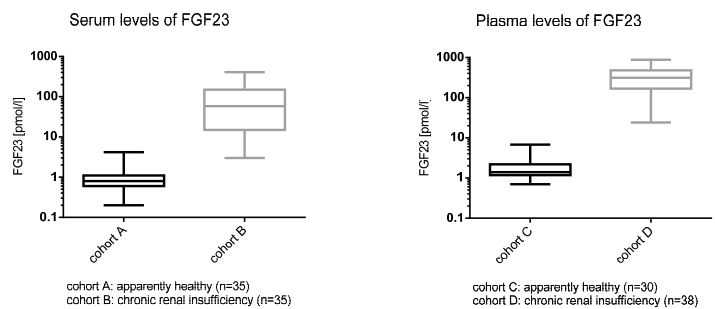 Serum levels of FGF23
FGF23 [pmol/l]
1000
100
10
1
0.1
cohort A
cohort B
cohort A: apparently healthy (n=35)
cohort B: chronic renal insufficiency (n=35)
Plasma levels of FGF23
FGF23 [pmol/l]
1000
100
10
1
0.1
cohort C
cohort D
cohort C: apparently healthy (n=30)
cohort D: chronic renal insufficiency (n=38)